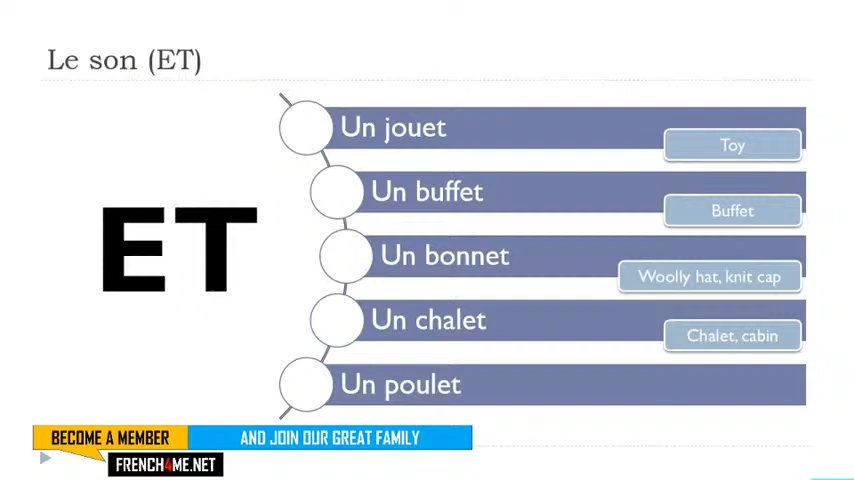 Le son (ET)
ET
Un jouet
Toy
Un buffet
Buffet
Un bonnet
Woolly hat, knit cap
Un chalet
Chalet, cabin
Un poulet
BECOME A MEMBER
AND JOIN OUR GREAT FAMILY
FRENCH4ME.NET